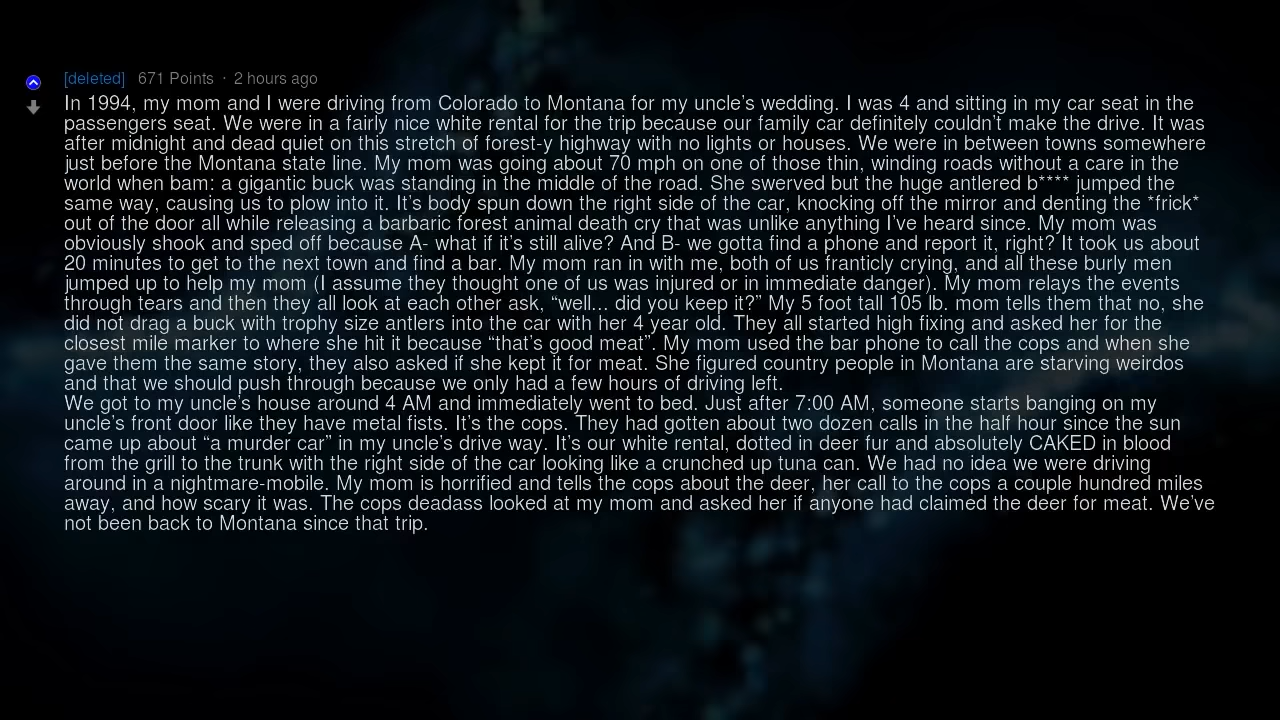 [deleted] 671 Points · 2 hours ago
In 1994, my mom and I were driving from Colorado to Montana for my uncle's wedding. I was 4 and sitting in my car seat in the
passengers seat. We were in a fairly nice white rental for the trip because our family car definitely couldn't make the drive. It was
after midnight and dead quiet on this stretch of forest-y highway with no lights or houses. We were in between towns somewhere
just before the Montana state line. My mom was going about 70 mph on one of those thin, winding roads without a care in the
world when bam: a gigantic buck was standing in the middle of the road. She swerved but the huge antlered b**** jumped the
same way, causing us to plow into it. It's body spun down the right side of the car, knocking off the mirror and denting the *frick*
out of the door all while releasing a barbaric forest animal death cry that was unlike anything I've heard since. My mom was
obviously shook and sped off because A- what if it's still alive? And B- we gotta find a phone and report it, right? It took us about
20 minutes to get to the next town and find a bar. My mom ran in with me, both of us franticly crying, and all these burly men
jumped up to help my mom (I assume they thought one of us was injured or in immediate danger). My mom relays the events
through tears and then they all look at each other ask, “well... did you keep it?” My 5 foot tall 105 lb. mom tells them that no, she
did not drag a buck with trophy size antlers into the car with her 4 year old. They all started high fixing and asked her for the
closest mile marker to where she hit it because “that's good meat”. My mom used the bar phone to call the cops and when she
gave them the same story, they also asked if she kept it for meat. She figured country people in Montana are starving weirdos
and that we should push through because we only had a few hours of driving left.
We got to my uncle's house around 4 AM and immediately went to bed. Just after 7:00 AM, someone starts banging on my
uncle's front door like they have metal fists. It's the cops. They had gotten about two dozen calls in the half hour since the sun
came up about “a murder car” in my uncle's drive way. It's our white rental, dotted in deer fur and absolutely CAKED in blood
from the grill to the trunk with the right side of the car looking like a crunched up tuna can. We had no idea we were driving
around in a nightmare-mobile. My mom is horrified and tells the cops about the deer, her call to the cops a couple hundred miles
away, and how scary it was. The cops deadass looked at my mom and asked her if anyone had claimed the deer for meat. We've
not been back to Montana since that trip.